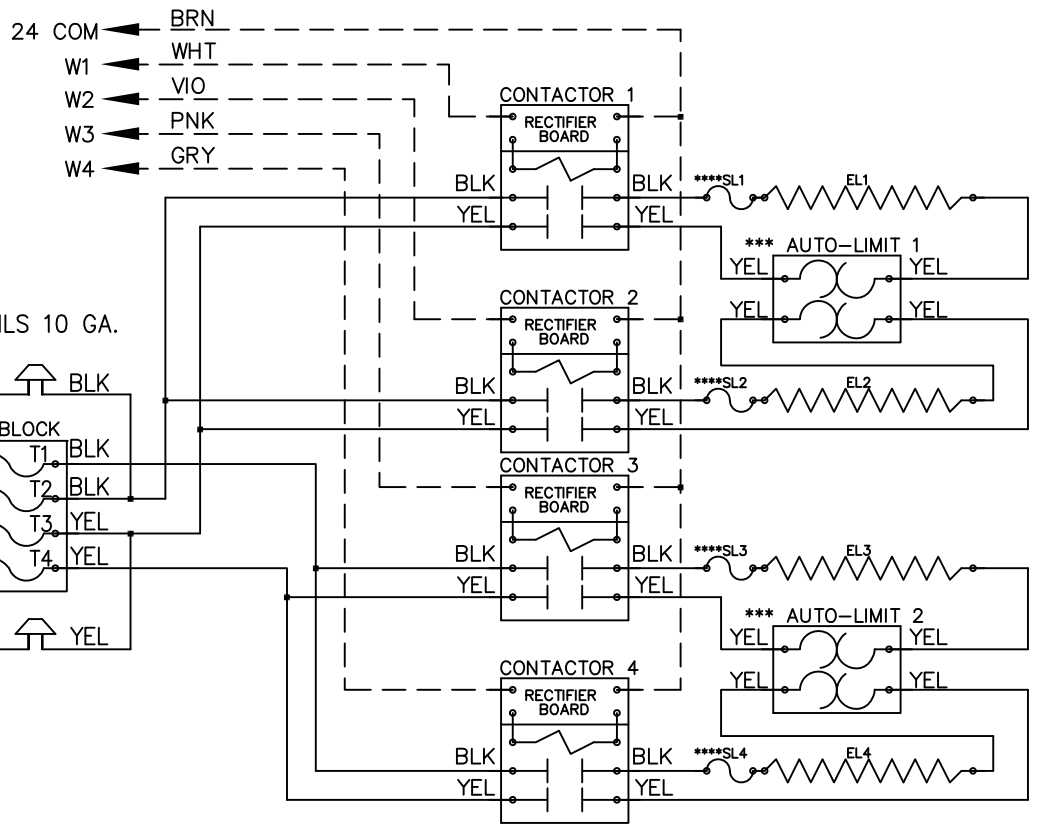 24 COM BRN
W1 WHT
W2 VIO
W3 PNK
W4 GRY
CONTACTOR 1
RECTIFIER
BOARD
BLK BLK ****SL1 EL1
YEL YEL
*** AUTO-LIMIT 1
YEL YEL
YEL YEL
CONTACTOR 2
RECTIFIER
BOARD
BLK BLK ****SL2 EL2
YEL YEL
ILS 10 GA.
BLK
BLOCK
T1 BLK
T2 BLK
T3 YEL
T4 YEL
YEL
CONTACTOR 3
RECTIFIER
BOARD
BLK BLK ****SL3 EL3
YEL YEL
*** AUTO-LIMIT 2
YEL YEL
YEL YEL
CONTACTOR 4
RECTIFIER
BOARD
BLK BLK ****SL4 EL4
YEL YEL